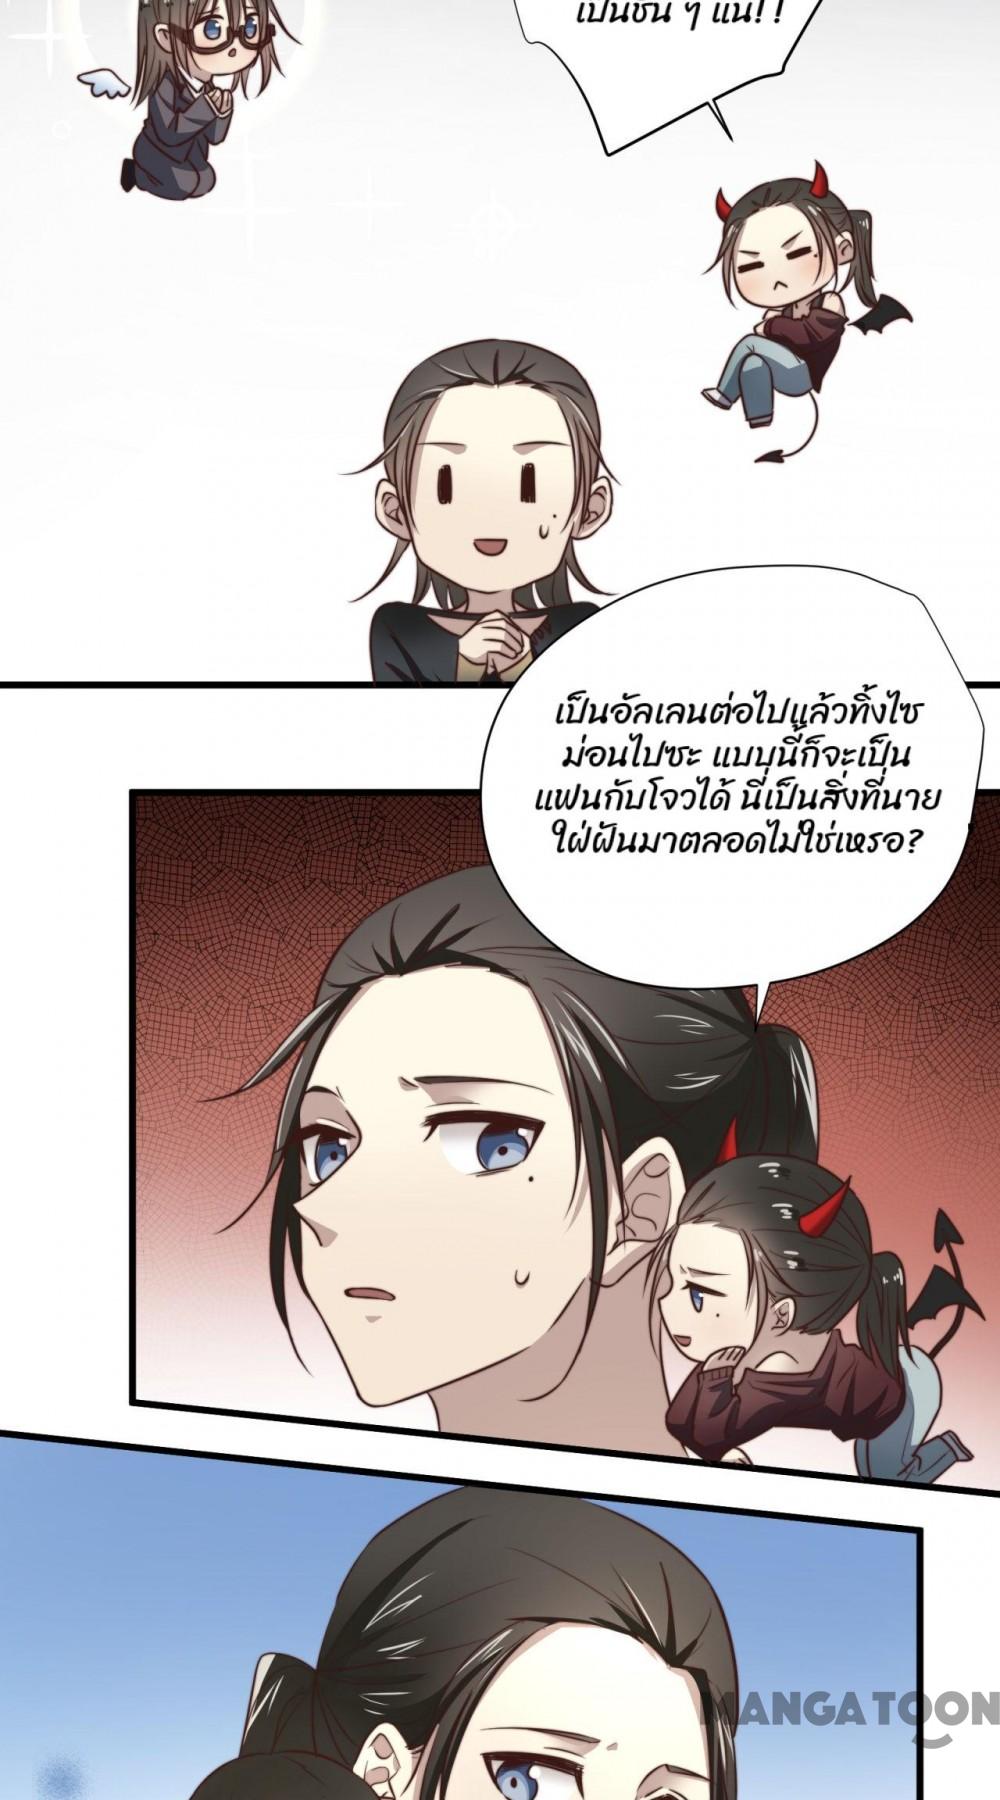 เป็นชิ้น ๆ แน่!!
เป็นอัลเลนต่อไปแล้วทิ้งไซ
ม่อนไปซะ แบบนี้ก็จะเป็น
แฟนกับโจวได้ นี่เป็นสิ่งที่นาย
ใฝ่ฝันมาตลอดไม่ใช่เหรอ?
MANGATOON